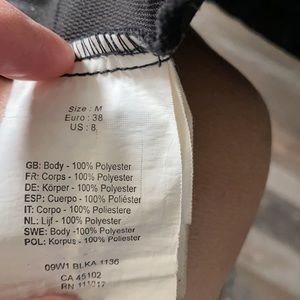 Size : M
Euro : 38
US : 8
GB: Body - 100% Polyester
FR: Corps - 100% Polyester
DE: Körper - 100% Polyester
ESP: Cuerpo - 100% Poliéster
IT: Corpo - 100% Poliestere
NL: Lijf - 100% Polyester
SWE: Body - 100% Polyester
POL: Korpus - 100% Polyester
09W1 BLKA 1136
CA 45102
RN 111017